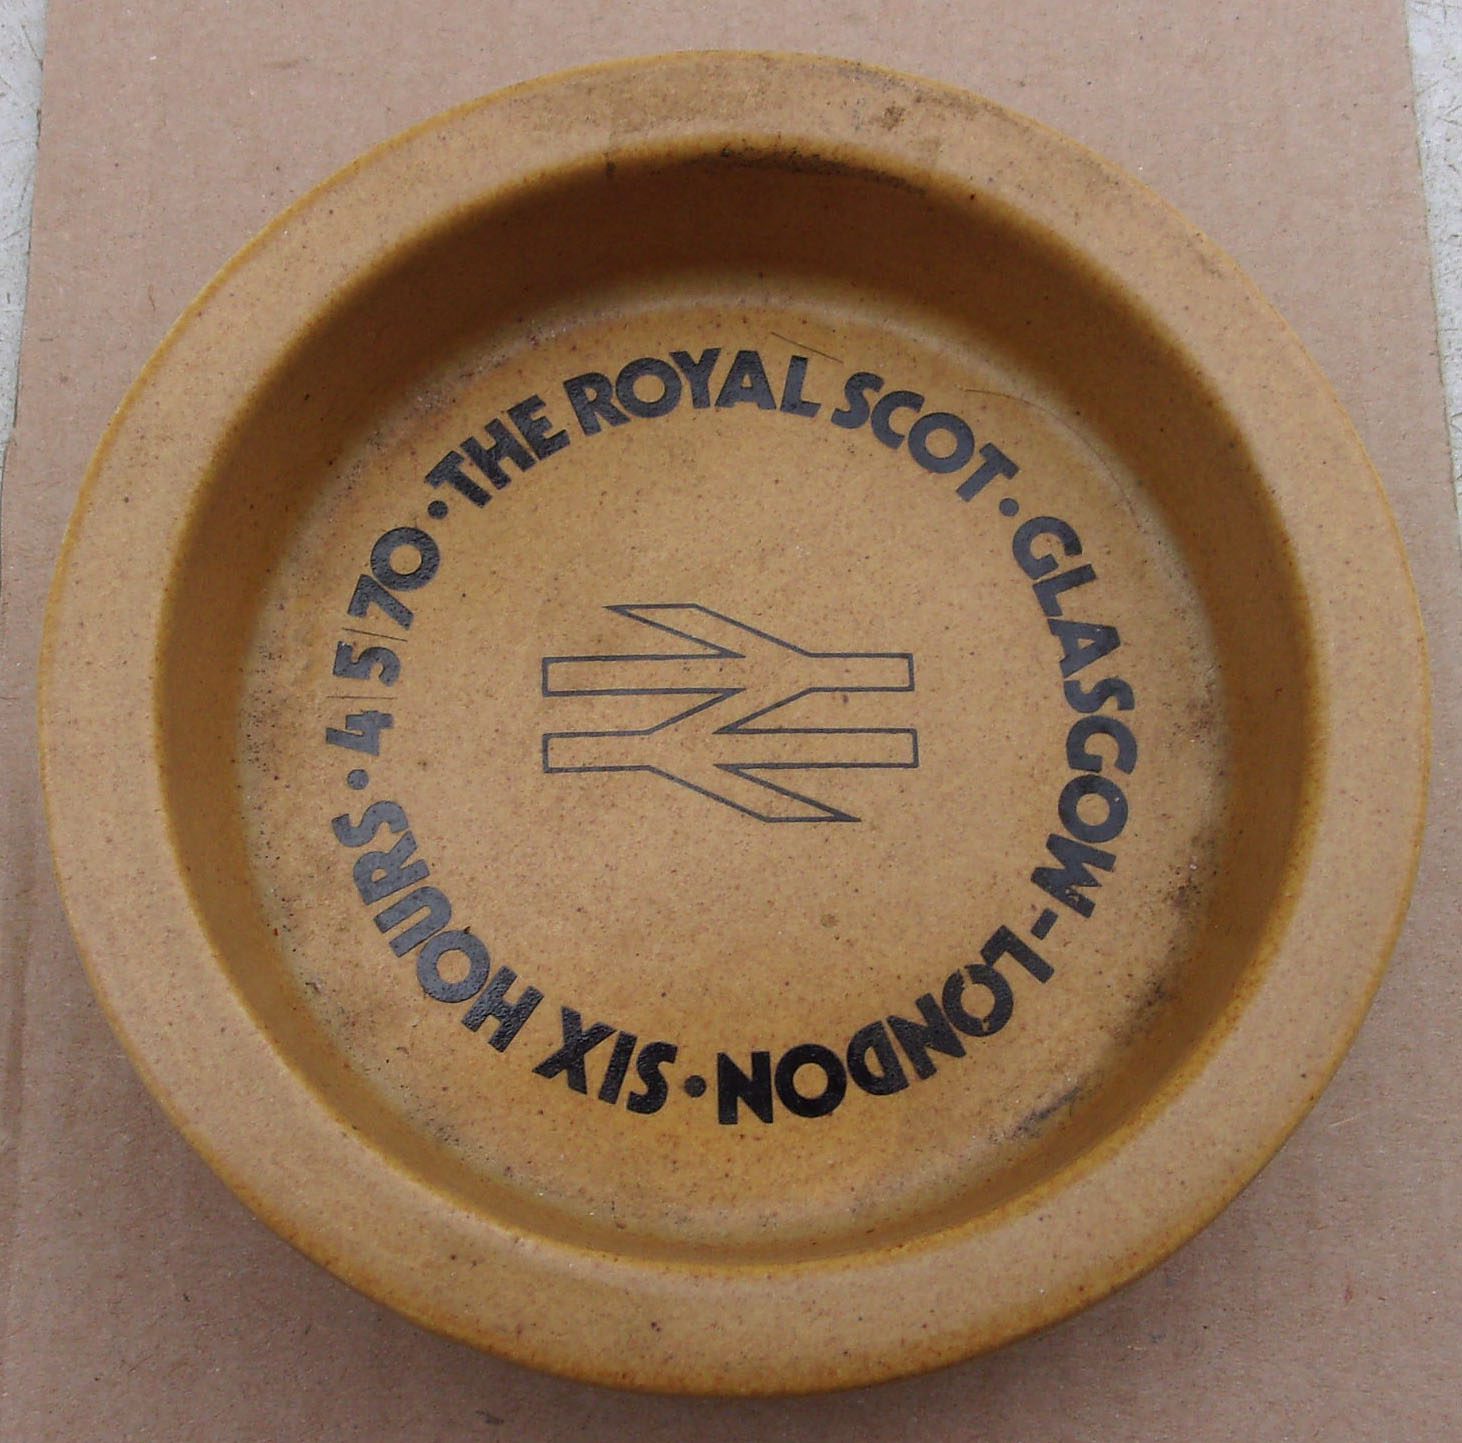 THE ROYAL SCOT · GLASGOW-LONDON · SIX HOURS · 4|5|70 ·